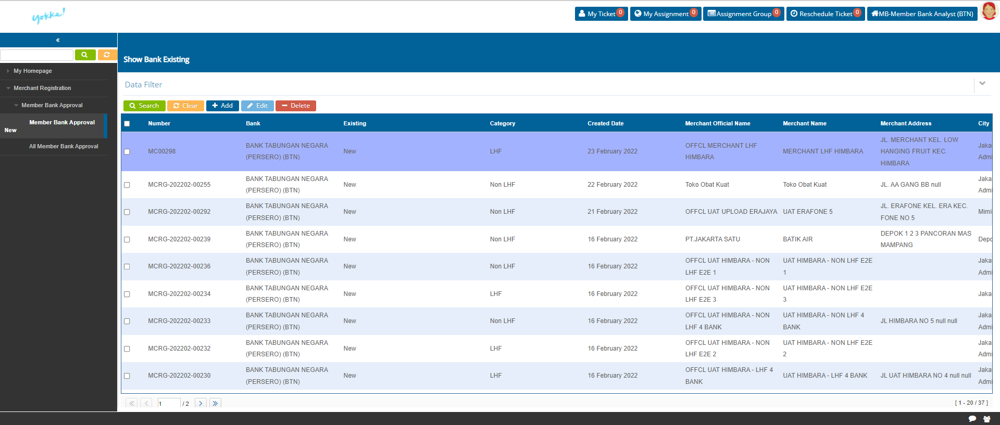 yokke!
My Ticket 0
My Assignment 0
Assignment Group 0
Reschedule Ticket 0
MB-Member Bank Analyst (BTN)
«
Show Bank Existing
My Homepage
Merchant Registration
Member Bank Approval
Member Bank Approval
New
All Member Bank Approval
Data Filter
Search Clear Add Edit Delete
Number Bank Existing Category Created Date Merchant Official Name Merchant Name Merchant Address City
MC00298
BANK TABUNGAN NEGARA
(PERSERO) (BTN)
New
LHF
23 February 2022
OFFCL MERCHANT LHF
HIMBARA
MERCHANT LHF HIMBARA
JL. MERCHANT KEL. LOW
HANGING FRUIT KEC.
HIMBARA
Jaka
Admi
MCRG-202202-00255
BANK TABUNGAN NEGARA
(PERSERO) (BTN)
New
Non LHF
22 February 2022
Toko Obat Kuat
Toko Obat Kuat
JL. AA GANG BB null
Jaka
Admi
MCRG-202202-00292
BANK TABUNGAN NEGARA
(PERSERO) (BTN)
New
Non LHF
21 February 2022
OFFCL UAT UPLOAD ERAJAYA
UAT ERAFONE 5
JL. ERAFONE KEL. ERA KEC.
FONE NO 5
Mimi
MCRG-202202-00239
BANK TABUNGAN NEGARA
(PERSERO) (BTN)
New
Non LHF
16 February 2022
PT.JAKARTA SATU
BATIK AIR
DEPOK 1 2 3 PANCORAN MAS
MAMPANG
Depo
MCRG-202202-00236
BANK TABUNGAN NEGARA
(PERSERO) (BTN)
New
Non LHF
16 February 2022
OFFCL UAT HIMBARA - NON
LHF E2E 1
UAT HIMBARA - NON LHF E2E
1
Jaka
Admi
MCRG-202202-00234
BANK TABUNGAN NEGARA
(PERSERO) (BTN)
New
LHF
16 February 2022
OFFCL UAT HIMBARA - NON
LHF E2E 3
UAT HIMBARA - NON LHF E2E
3
Jaka
MCRG-202202-00233
BANK TABUNGAN NEGARA
(PERSERO) (BTN)
New
Non LHF
16 February 2022
OFFCL UAT HIMBARA - NON
LHF 4 BANK
UAT HIMBARA - NON LHF 4
BANK
JL HIMBARA NO 5 null null
Jaka
Admi
MCRG-202202-00232
BANK TABUNGAN NEGARA
(PERSERO) (BTN)
New
LHF
16 February 2022
OFFCL UAT HIMBARA - NON
LHF E2E 2
UAT HIMBARA - NON LHF E2E
2
Jaka
Admi
MCRG-202202-00230
BANK TABUNGAN NEGARA
(PERSERO) (BTN)
New
LHF
16 February 2022
OFFCL UAT HIMBARA - LHF 4
BANK
UAT HIMBARA - LHF 4 BANK
JL UAT HIMBARA NO 4 null null
Jaka
Admi
1 / 2
[ 1 - 20 / 37 ]